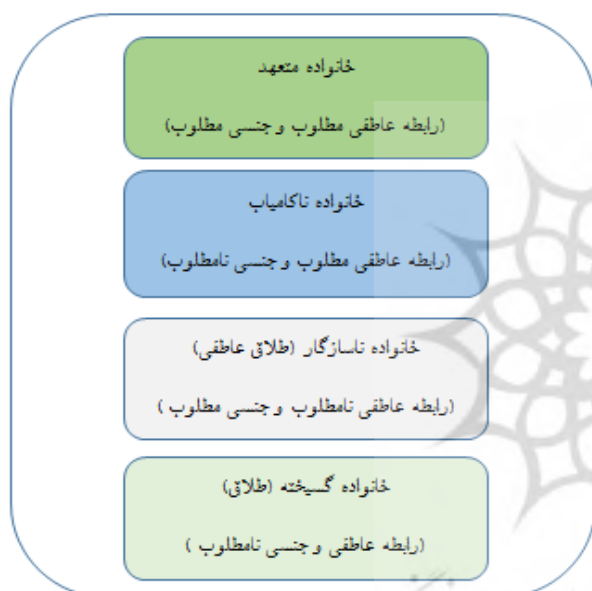 خانواده متعهد
(رابطه عاطفی مطلوب و جنسی مطلوب)
خانواده ناکامیاب
(رابطه عاطفی مطلوب و جنسی نامطلوب)
خانواده ناسازگار (طلاق عاطفی)
(رابطه عاطفی نامطلوب و جنسی مطلوب )
خانواده گسیخته (طلاق)
(رابطه عاطفی و جنسی نامطلوب )